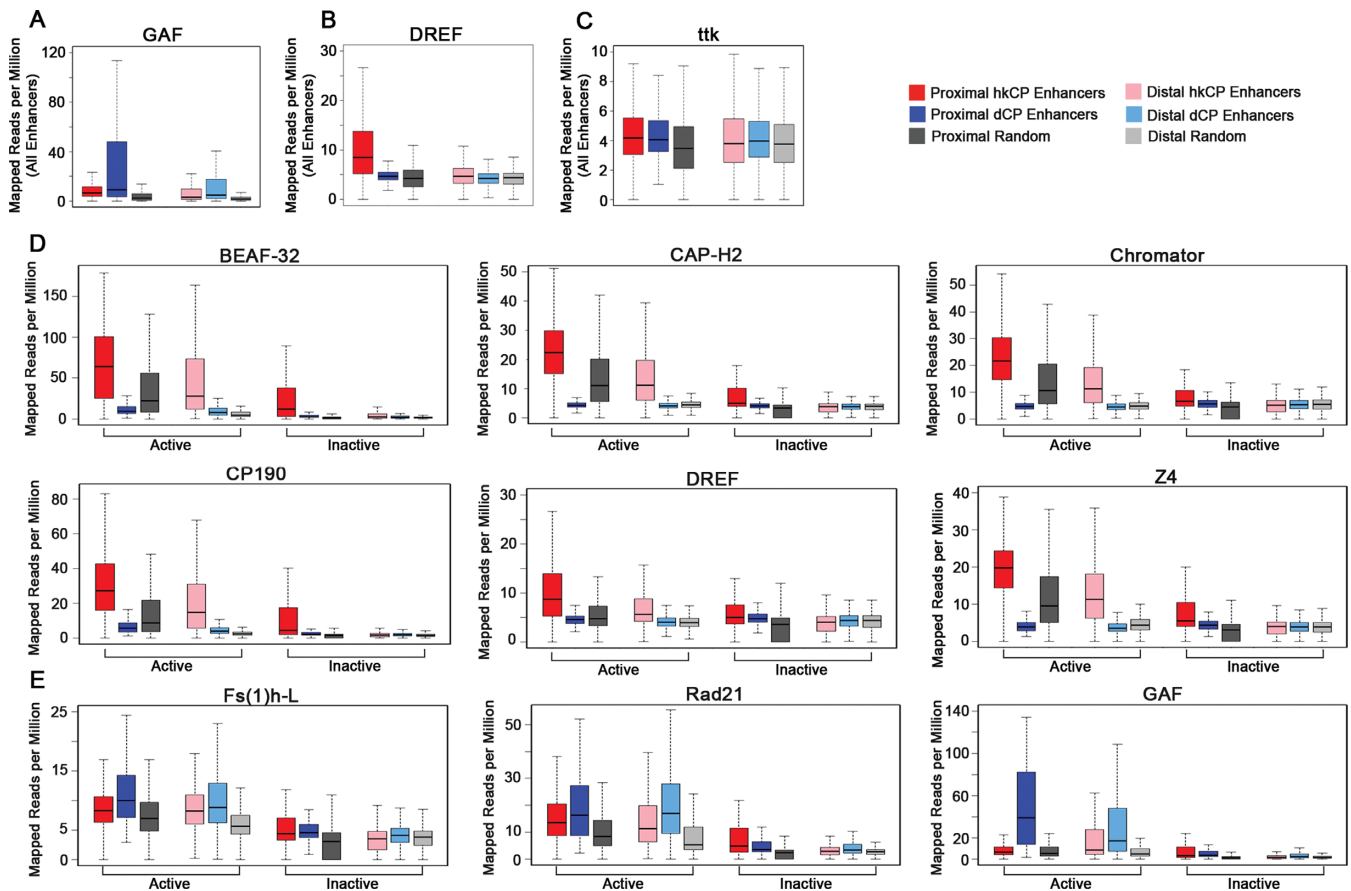 A
GAF
Mapped Reads per Million
(All Enhancers)
120
80
40
20
0
B
DREF
Mapped Reads per Million
(All Enhancers)
30
20
10
5
0
C
ttk
Mapped Reads per Million
(All Enhancers)
10
8
6
4
2
0
Proximal hkCP Enhancers
Proximal dCP Enhancers
Proximal Random
Distal hkCP Enhancers
Distal dCP Enhancers
Distal Random
D
BEAF-32
Mapped Reads per Million
150
100
50
0
Active
Inactive
CAP-H2
Mapped Reads per Million
50
40
30
20
10
0
Active
Inactive
Chromator
Mapped Reads per Million
50
40
30
20
10
0
Active
Inactive
CP190
Mapped Reads per Million
80
60
40
20
0
Active
Inactive
DREF
Mapped Reads per Million
30
20
10
5
0
Active
Inactive
Z4
Mapped Reads per Million
40
30
20
10
0
Active
Inactive
E
Fs(1)h-L
Mapped Reads per Million
25
15
10
5
0
Active
Inactive
Rad21
Mapped Reads per Million
50
30
20
10
0
Active
Inactive
GAF
Mapped Reads per Million
140
100
60
40
20
0
Active
Inactive